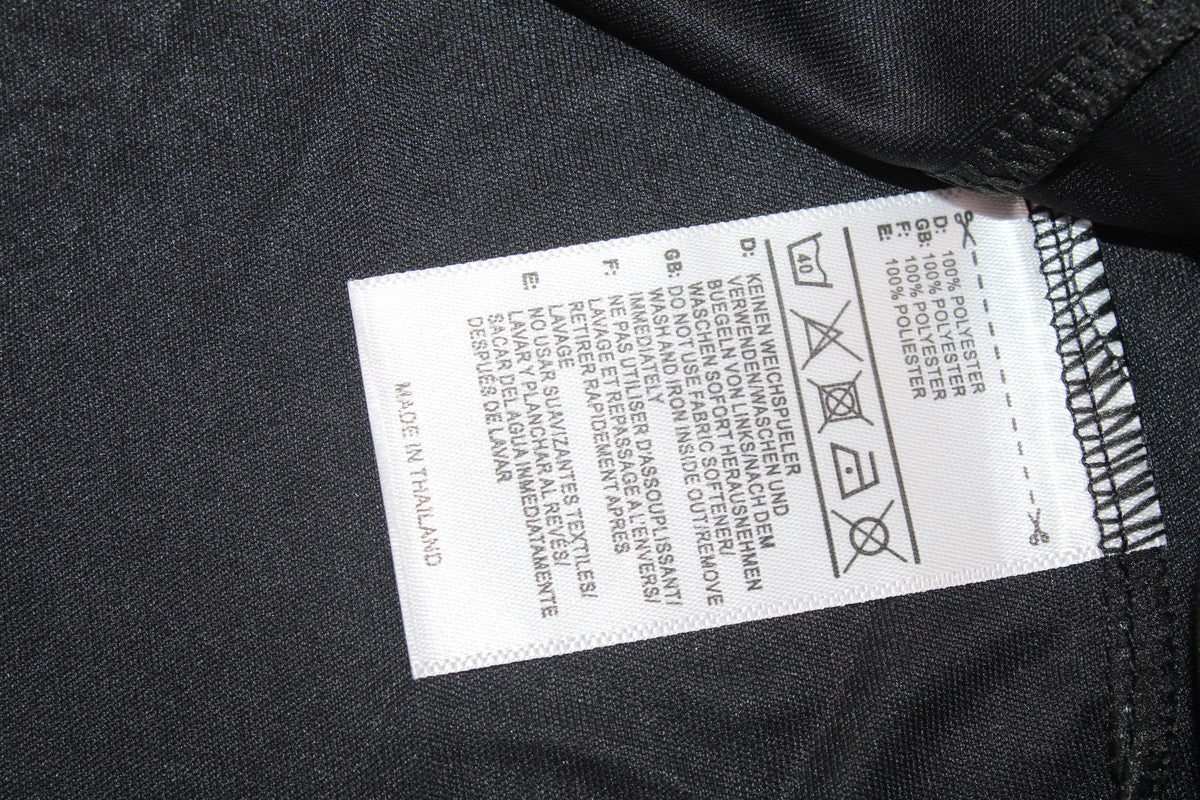 D: 100% POLYESTER
GB: 100% POLYESTER
F: 100% POLYESTER
E: 100% POLIESTER
40
D: KEINEN WEICHSPUELER
VERWENDEN/WASCHEN UND
BUEGELN VON LINKS/NACH DEM
WASCHEN SOFORT HERAUSNEHMEN
GB: DO NOT USE FABRIC SOFTENER/
WASH AND IRON INSIDE OUT/REMOVE
IMMEDIATELY
F: NE PAS UTILISER D'ASSOUPLISSANT/
LAVAGE ET REPASSAGE A L'ENVERS/
RETIRER RAPIDEMENT APRES
LAVAGE
E: NO USAR SUAVIZANTES TEXTILES/
LAVAR Y PLANCHAR AL REVÉS/
SACAR DEL AGUA INMEDIATAMENTE
DESPUÉS DE LAVAR
MADE IN THAILAND